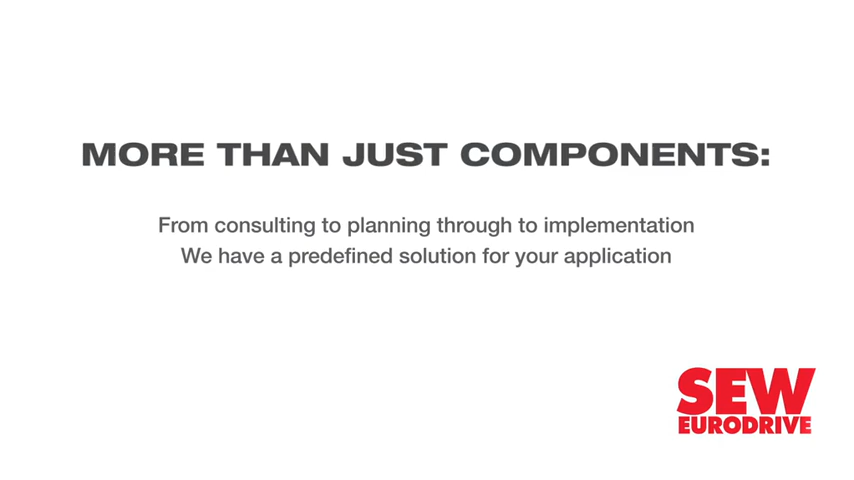 MORE THAN JUST COMPONENTS:
From consulting to planning through to implementation
We have a predefined solution for your application
SEW
EURODRIVE